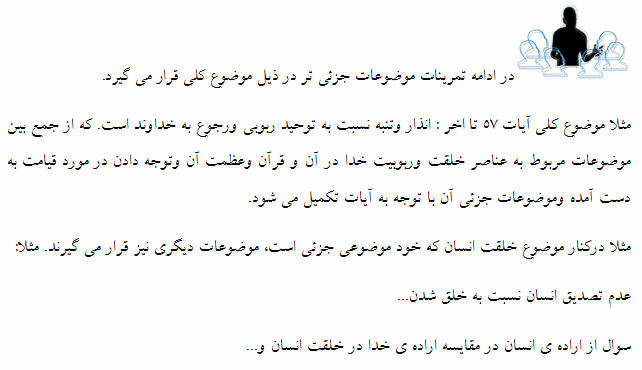 در ادامه تمرینات موضوعات جزئی تر در ذیل موضوع کلی قرار می گیرد.
مثلا موضوع کلی آیات ۵۷ تا اخر : انذار وتنبه نسبت به توحید ربوبی ورجوع به خداوند است. که از جمع بین
موضوعات مربوط به عناصر خلقت وربوبیت خدا در آن و قرآن وعظمت آن وتوجه دادن در مورد قیامت به
دست آمده وموضوعات جزئی آن با توجه به آیات تکمیل می شود.
مثلا درکنار موضوع خلقت انسان که خود موضوعی جزئی است، موضوعات دیگری نیز قرار می گیرند. مثلا:
عدم تصدیق انسان نسبت به خلق شدن...
سوال از اراده ی انسان در مقایسه اراده ی خدا در خلقت انسان و...